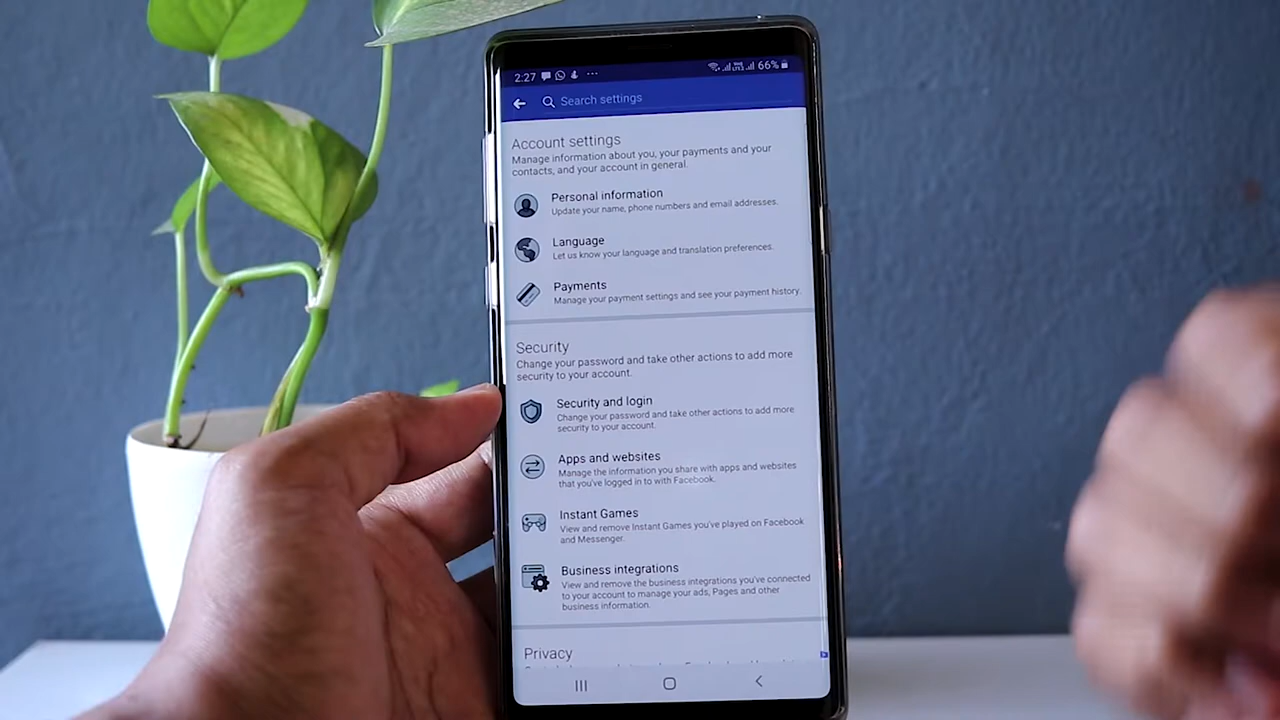 2:27 66%
Search settings
Account settings
Manage information about you, your payments and your
contacts, and your account in general.
Personal information
Update your name, phone numbers and email addresses.
Language
Let us know your language and translation preferences.
Payments
Manage your payment settings and see your payment history.
Security
Change your password and take other actions to add more
security to your account.
Security and login
Change your password and take other actions to add more
security to your account.
Apps and websites
Manage the information you share with apps and websites
that you've logged in to with Facebook.
Instant Games
View and remove Instant Games you've played on Facebook
and Messenger.
Business integrations
View and remove the business integrations you've connected
to your account to manage your ads, Pages and other
business information.
Privacy